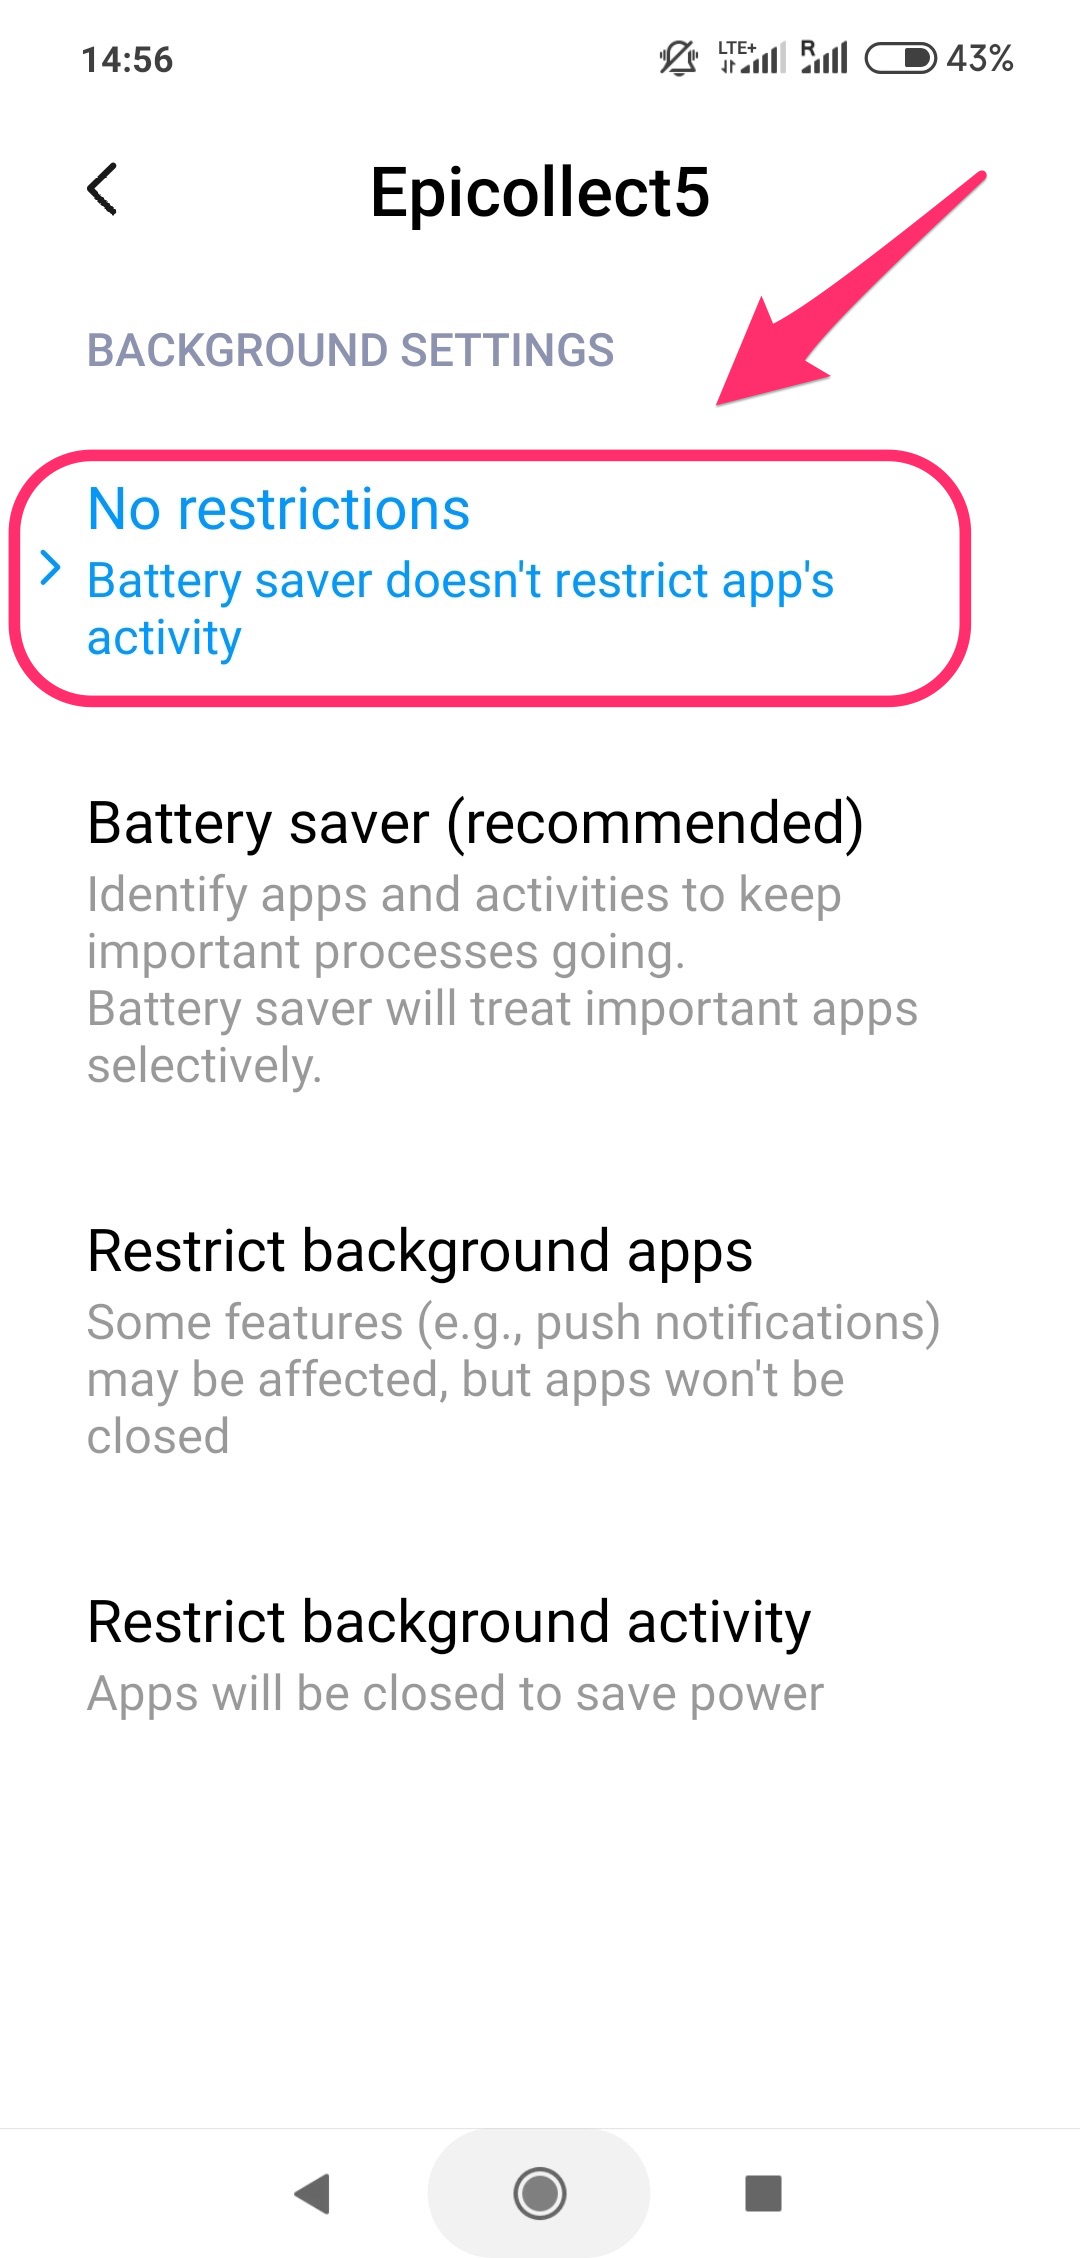 14:56
LTE+ R 43%
Epicollect5
BACKGROUND SETTINGS
No restrictions
Battery saver doesn't restrict app's
activity
Battery saver (recommended)
Identify apps and activities to keep
important processes going.
Battery saver will treat important apps
selectively.
Restrict background apps
Some features (e.g., push notifications)
may be affected, but apps won't be
closed
Restrict background activity
Apps will be closed to save power